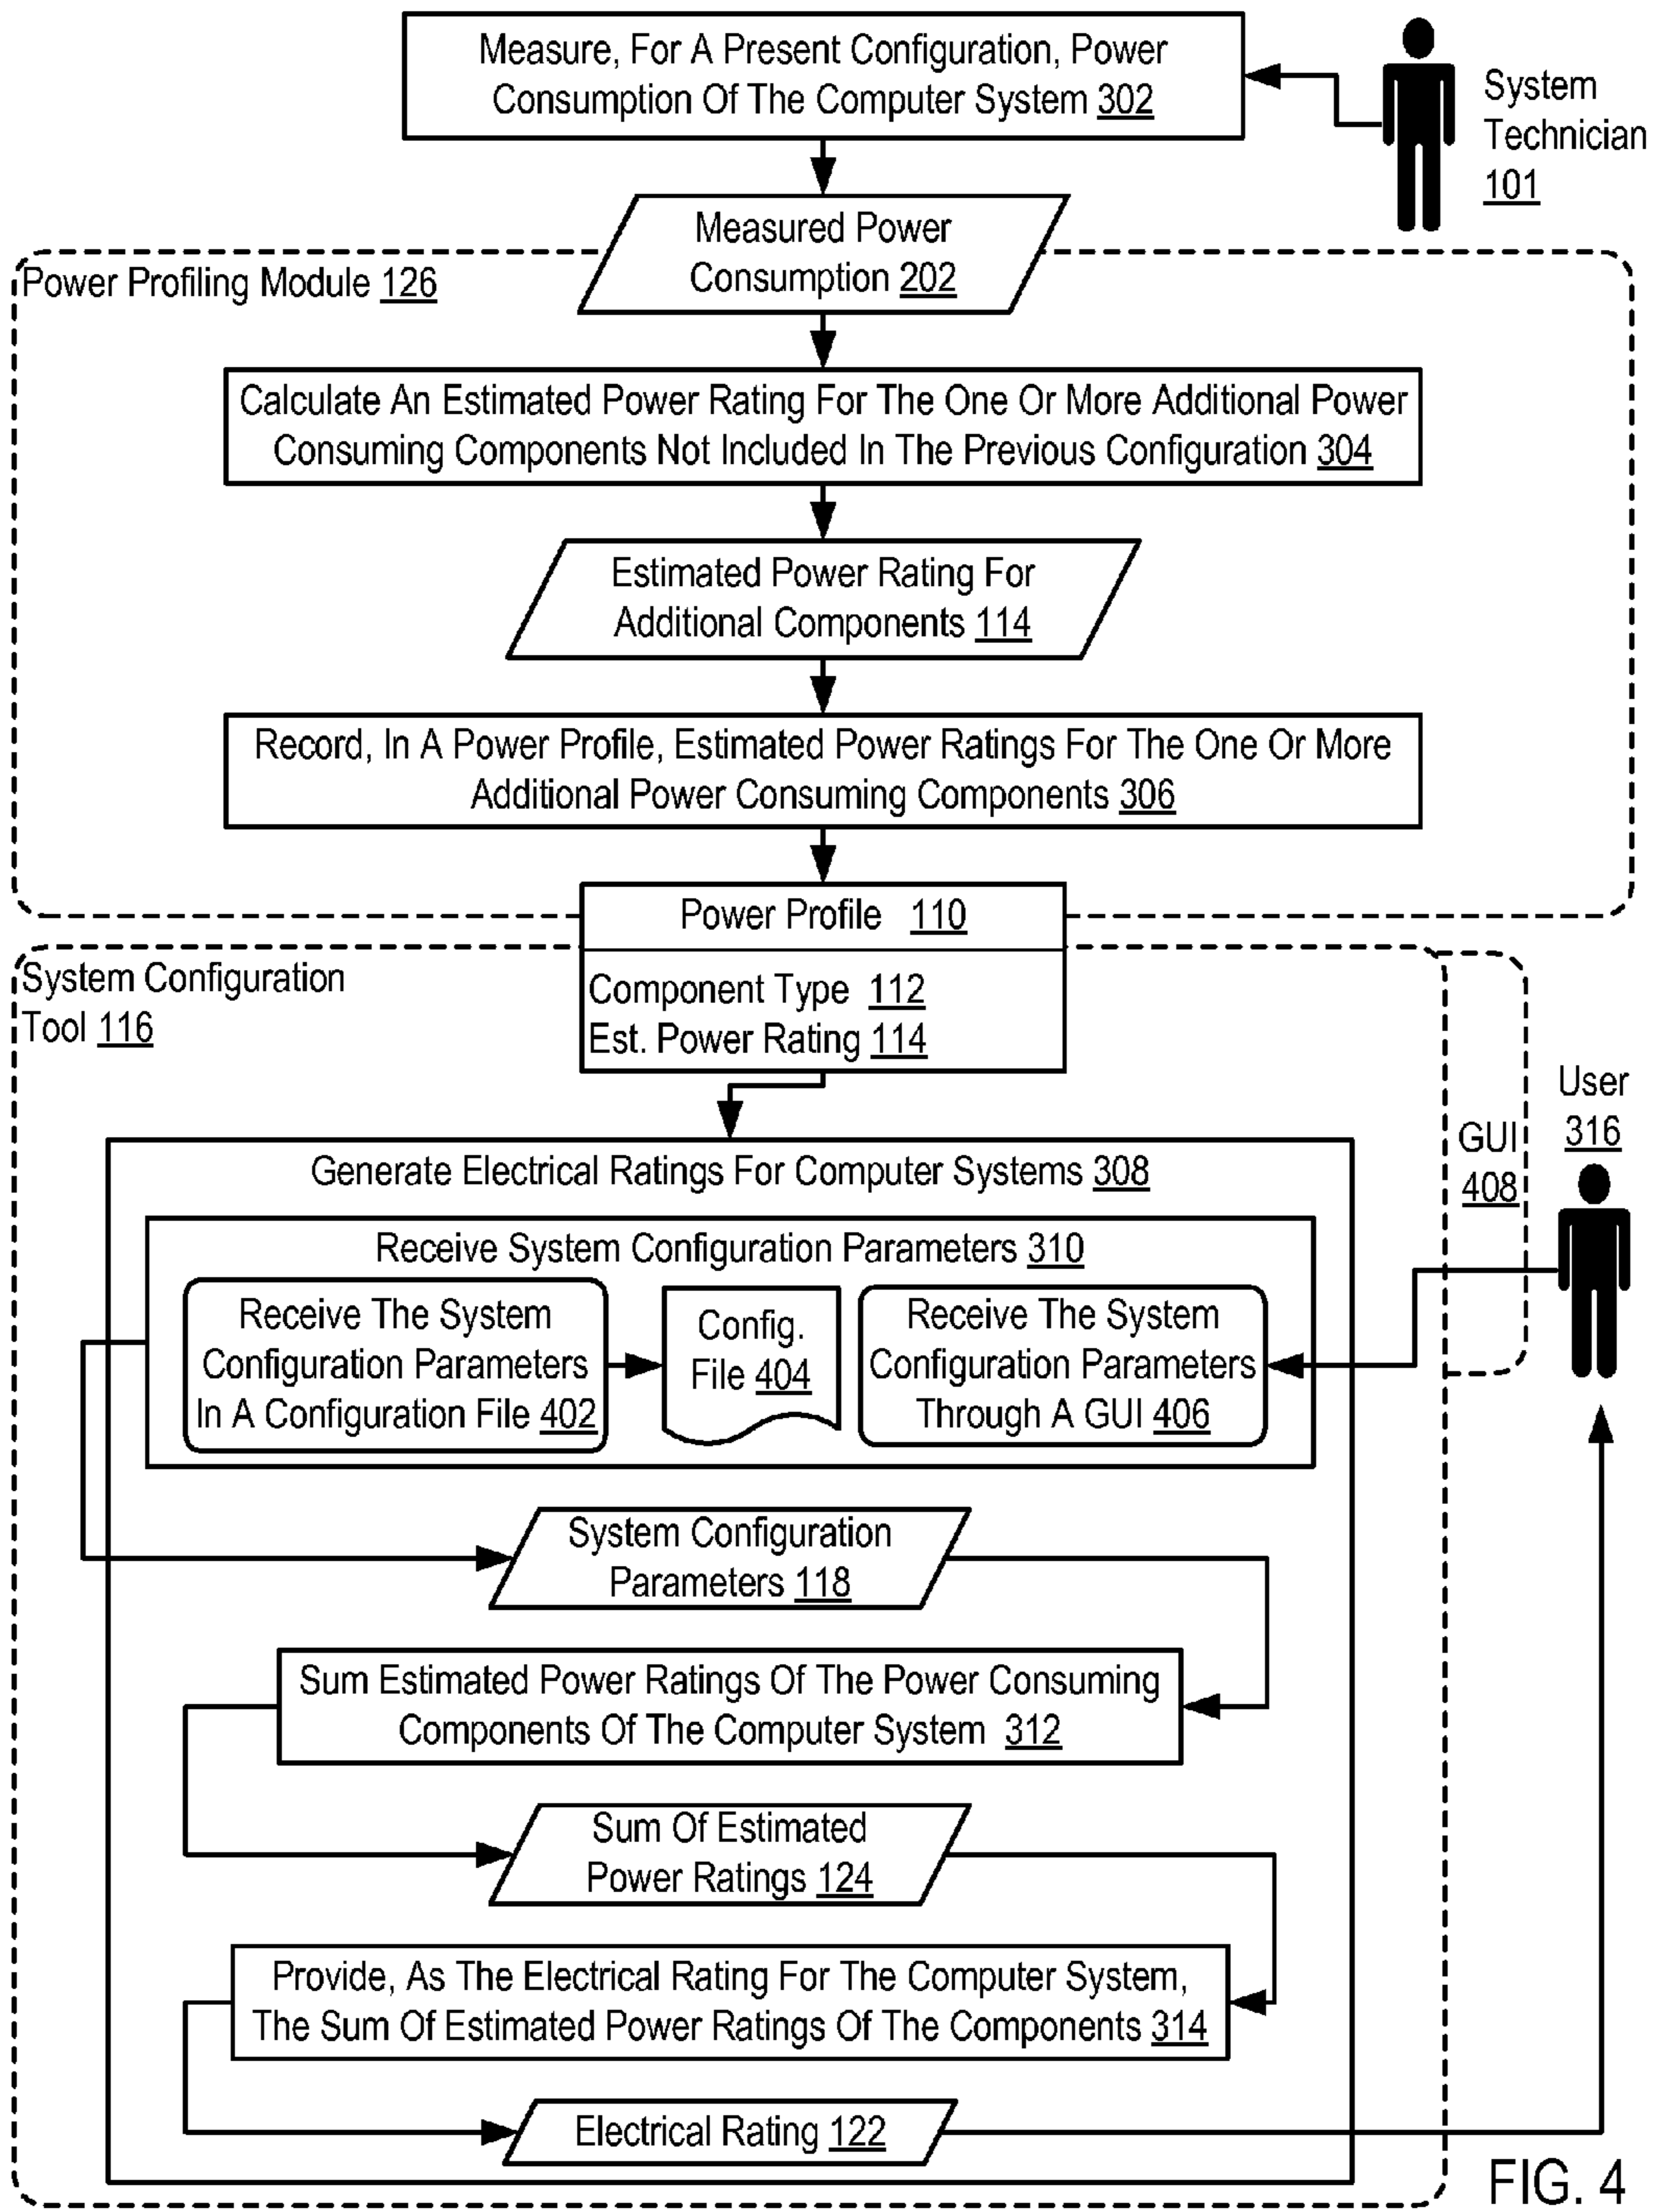 Measure, For A Present Configuration, Power
Consumption Of The Computer System 302
System
Technician
101
Measured Power
Consumption 202
Power Profiling Module 126
Calculate An Estimated Power Rating For The One Or More Additional Power
Consuming Components Not Included In The Previous Configuration 304
Estimated Power Rating For
Additional Components 114
Record, In A Power Profile, Estimated Power Ratings For The One Or More
Additional Power Consuming Components 306
Power Profile 110
Component Type 112
Est. Power Rating 114
System Configuration
Tool 116
User
316
GUI
408
Generate Electrical Ratings For Computer Systems 308
Receive System Configuration Parameters 310
Receive The System
Configuration Parameters
In A Configuration File 402
Config.
File 404
Receive The System
Configuration Parameters
Through A GUI 406
System Configuration
Parameters 118
Sum Estimated Power Ratings Of The Power Consuming
Components Of The Computer System 312
Sum Of Estimated
Power Ratings 124
Provide, As The Electrical Rating For The Computer System,
The Sum Of Estimated Power Ratings Of The Components 314
Electrical Rating 122
FIG. 4